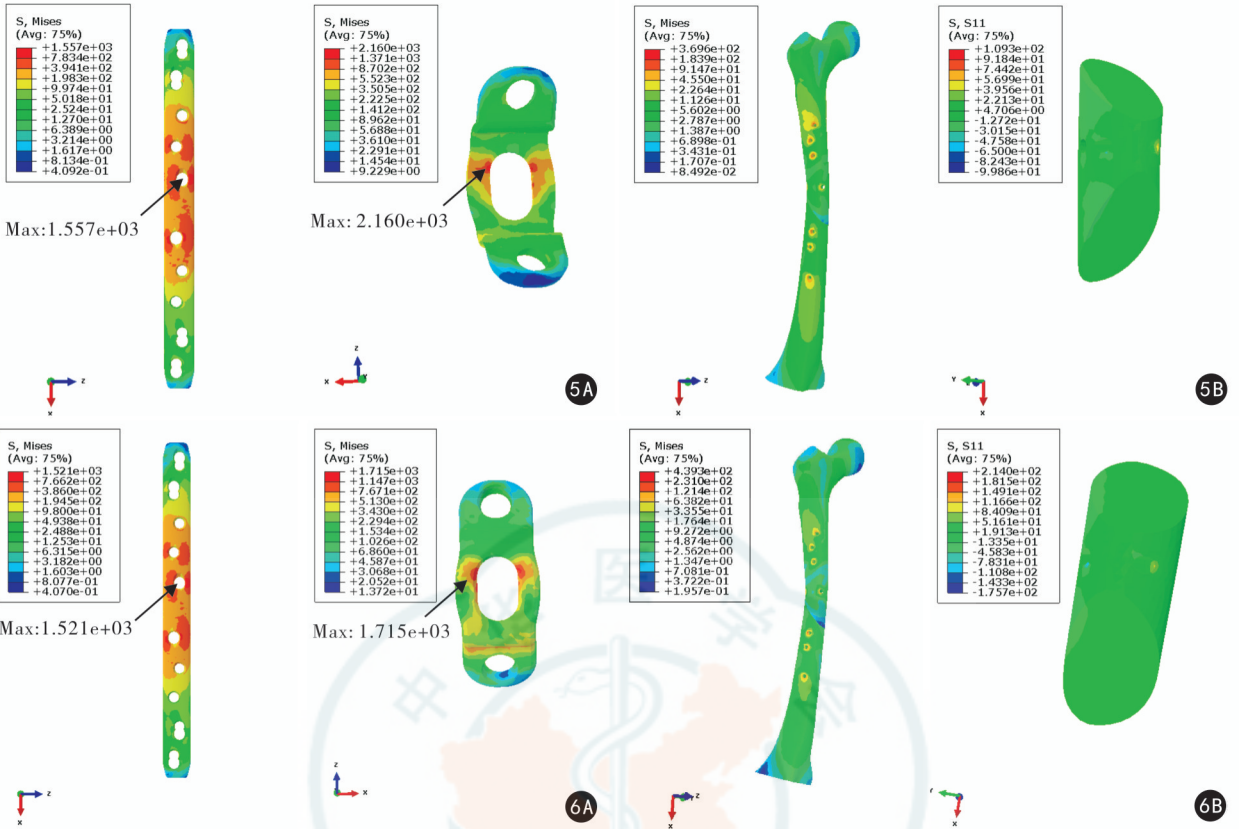 S, Mises
(Avg: 75%)
+1.557e+03
+7.834e+02
+3.941e+02
+1.983e+02
+9.974e+01
+5.018e+01
+2.524e+01
+1.270e+01
+6.389e+00
+3.214e+00
+1.617e+00
+8.134e-01
+4.092e-01
Max:1.557e+03
z
x
S, Mises
(Avg: 75%)
+2.160e+03
+1.371e+03
+8.702e+02
+5.523e+02
+3.505e+02
+2.225e+02
+1.412e+02
+8.962e+01
+5.688e+01
+3.610e+01
+2.291e+01
+1.454e+01
+9.229e+00
Max: 2.160e+03
z
x
5A
S, Mises
(Avg: 75%)
+3.696e+02
+1.839e+02
+9.147e+01
+4.550e+01
+2.264e+01
+1.126e+01
+5.602e+00
+2.787e+00
+1.387e+00
+6.898e-01
+3.431e-01
+1.707e-01
+8.492e-02
z
x
S, S11
(Avg: 75%)
+1.093e+02
+9.184e+01
+7.442e+01
+5.699e+01
+3.956e+01
+2.213e+01
+4.706e+00
-1.272e+01
-3.015e+01
-4.758e+01
-6.500e+01
-8.243e+01
-9.986e+01
Y
x
5B
S, Mises
(Avg: 75%)
+1.521e+03
+7.662e+02
+3.860e+02
+1.945e+02
+9.800e+01
+4.938e+01
+2.488e+01
+1.253e+01
+6.315e+00
+3.182e+00
+1.603e+00
+8.077e-01
+4.070e-01
Max:1.521e+03
z
x
S, Mises
(Avg: 75%)
+1.715e+03
+1.147e+03
+7.671e+02
+5.130e+02
+3.430e+02
+2.294e+02
+1.534e+02
+1.026e+02
+6.860e+01
+4.587e+01
+3.068e+01
+2.052e+01
+1.372e+01
Max: 1.715e+03
z
x
6A
S, Mises
(Avg: 75%)
+4.393e+02
+2.310e+02
+1.214e+02
+6.382e+01
+3.355e+01
+1.764e+01
+9.272e+00
+4.874e+00
+2.562e+00
+1.347e+00
+7.081e-01
+3.722e-01
+1.957e-01
z
x
S, S11
(Avg: 75%)
+2.140e+02
+1.815e+02
+1.491e+02
+1.166e+02
+8.409e+01
+5.161e+01
+1.913e+01
-1.335e+01
-4.583e+01
-7.831e+01
-1.108e+02
-1.433e+02
-1.757e+02
Y
x
6B
中
医
学
会